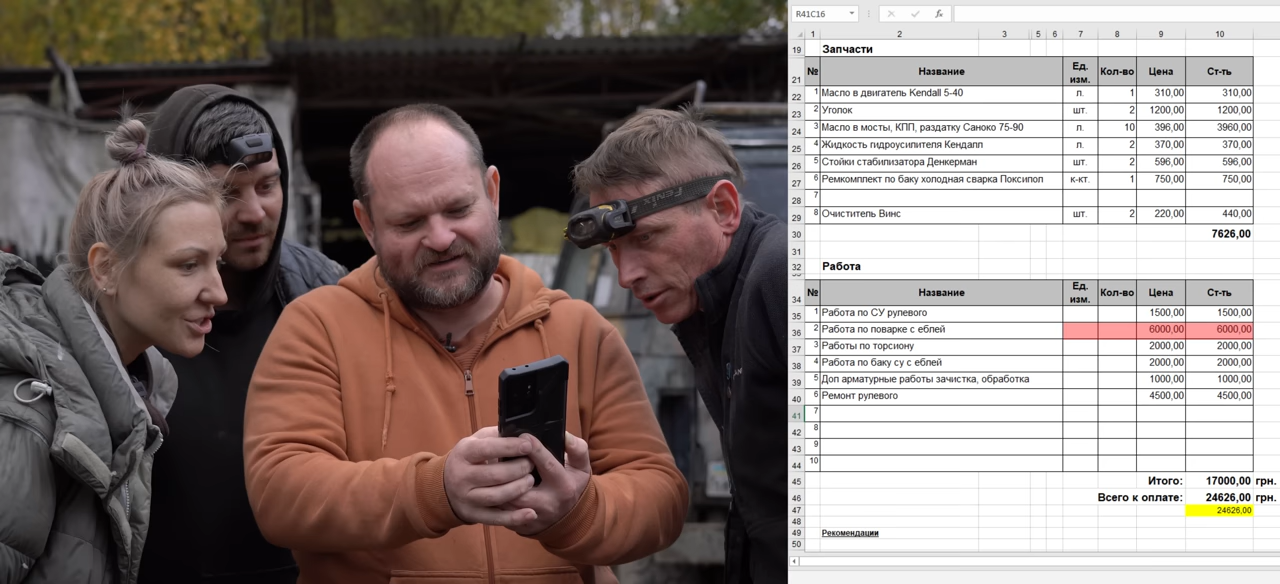 R41C16
fx
1 2 3 5 6 7 8 9 10
19 Запчасти
21 № Название Ед. изм. Кол-во Цена Ст-ть
22 1 Масло в двигатель Kendall 5-40 л. 1 310,00 310,00
23 2 Уголок шт. 2 1200,00 1200,00
24 3 Масло в мосты, КПП, раздатку Саноко 75-90 л. 10 396,00 3960,00
25 4 Жидкость гидроусилителя Кендалл л. 2 370,00 370,00
26 5 Стойки стабилизатора Денкерман шт. 2 596,00 596,00
27 6 Ремкомплект по баку холодная сварка Поксипол к-кт. 1 750,00 750,00
28 7
29 8 Очиститель Винс шт. 2 220,00 440,00
30 7626,00
31
32 Работа
34 № Название Ед. изм. Кол-во Цена Ст-ть
35 1 Работа по СУ рулевого 1500,00 1500,00
36 2 Работа по поварке с еблей 6000,00 6000,00
37 3 Работы по торсиону 2000,00 2000,00
38 4 Работа по баку су с еблей 2000,00 2000,00
39 5 Доп арматурные работы зачистка, обработка 1000,00 1000,00
40 6 Ремонт рулевого 4500,00 4500,00
41 7
42 8
43 9
44 10
45 Итого: 17000,00 грн.
46 Всего к оплате: 24626,00 грн.
47 24626,00
48
49 Рекомендации
50
FENIX